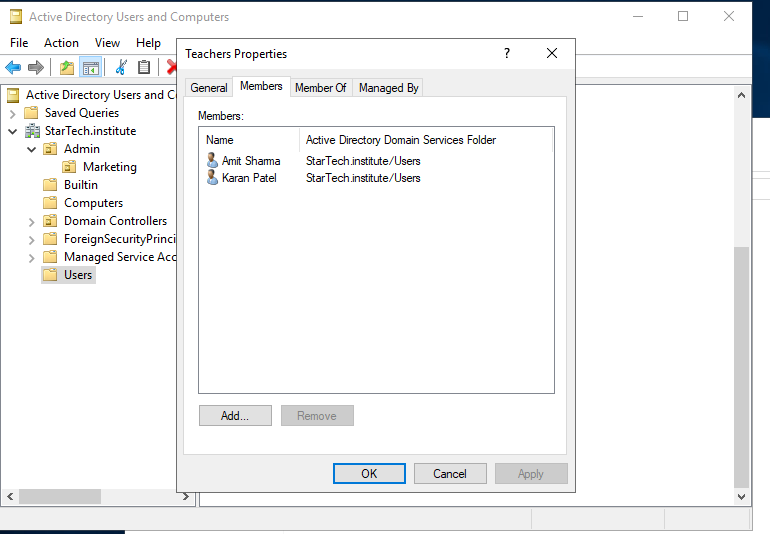 Active Directory Users and Computers
File Action View Help
Teachers Properties
?
General Members Member Of Managed By
Members:
Name Active Directory Domain Services Folder
Amit Sharma StarTech.institute/Users
Karan Patel StarTech.institute/Users
Add... Remove
OK Cancel Apply
Active Directory Users and C
Saved Queries
StarTech.institute
Admin
Marketing
Builtin
Computers
Domain Controllers
ForeignSecurityPrinci
Managed Service Acc
Users